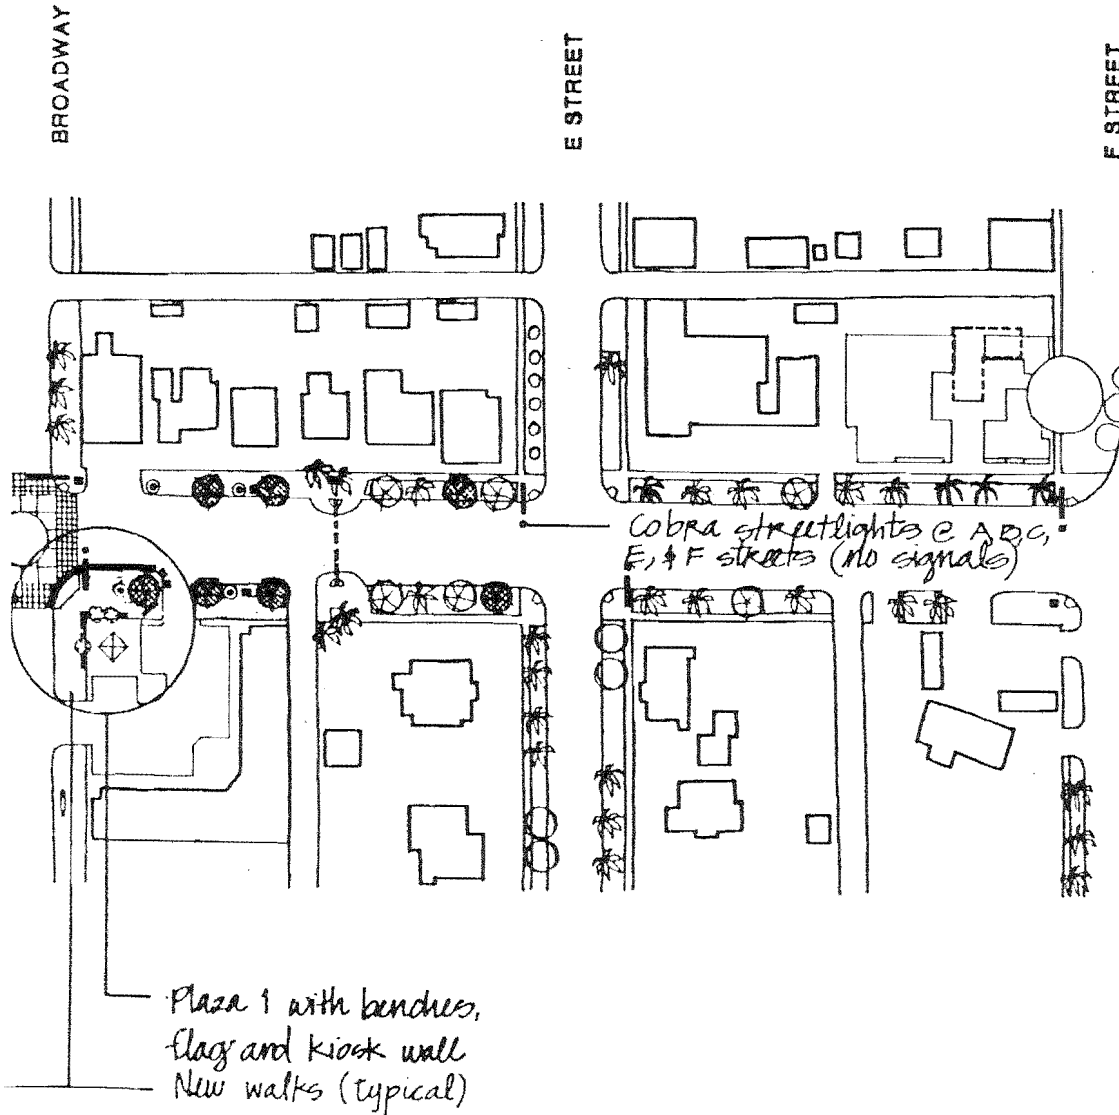 BROADWAY
E STREET
F STREET
Cobra streetlights @ A, B, C,
E, & F streets (no signals)
Plaza 1 with benches,
flag and kiosk wall
New walks (typical)